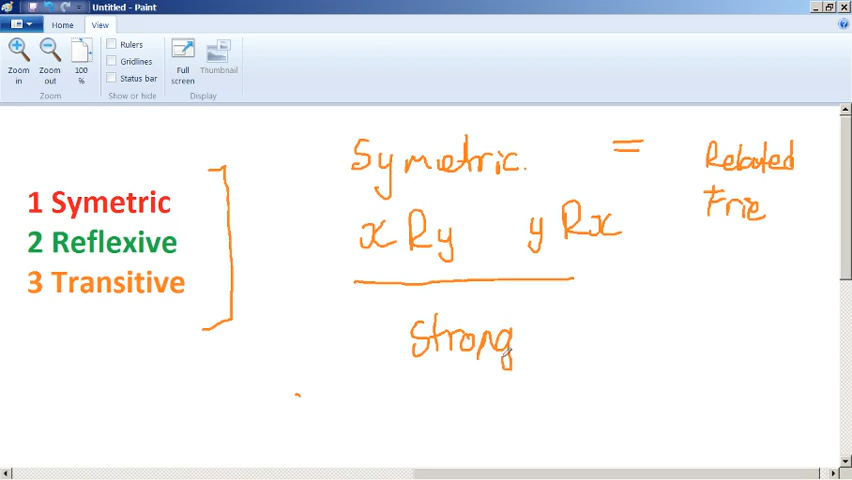 Untitled - Paint
Home View
Zoom in
Zoom out
100 %
Rulers
Gridlines
Status bar
Full screen
Thumbnail
Zoom
Show or hide
Display
1 Symetric
2 Reflexive
3 Transitive
Symetric. = Related
Frie
xRy yRx
Strong